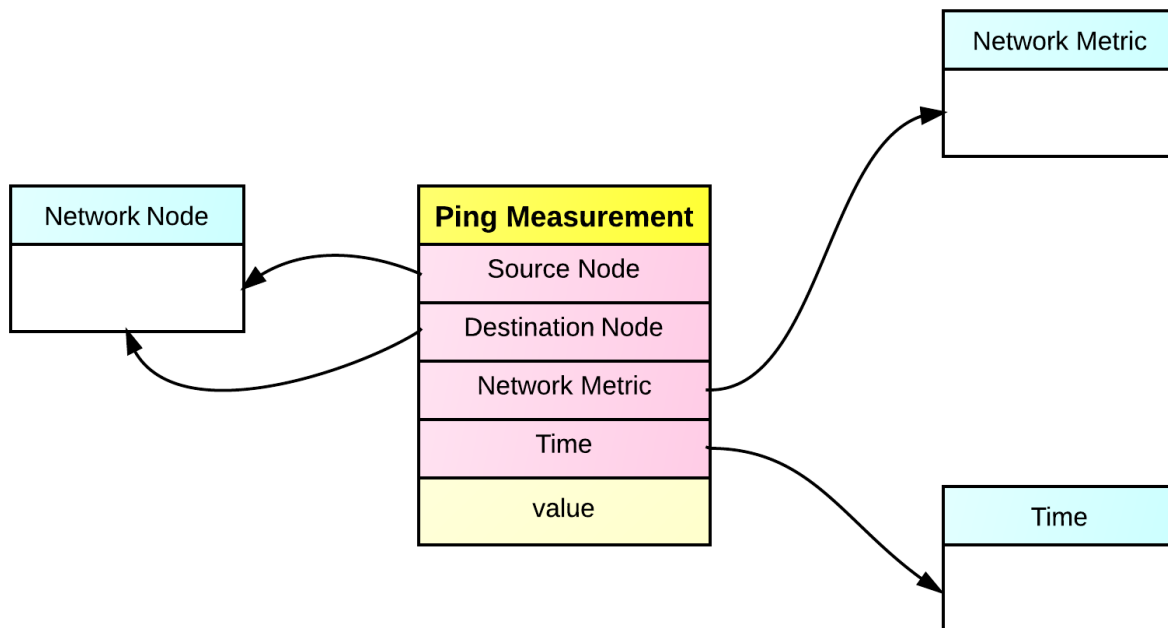 Network Metric
Network Node
Ping Measurement
Source Node
Destination Node
Network Metric
Time
value
Time